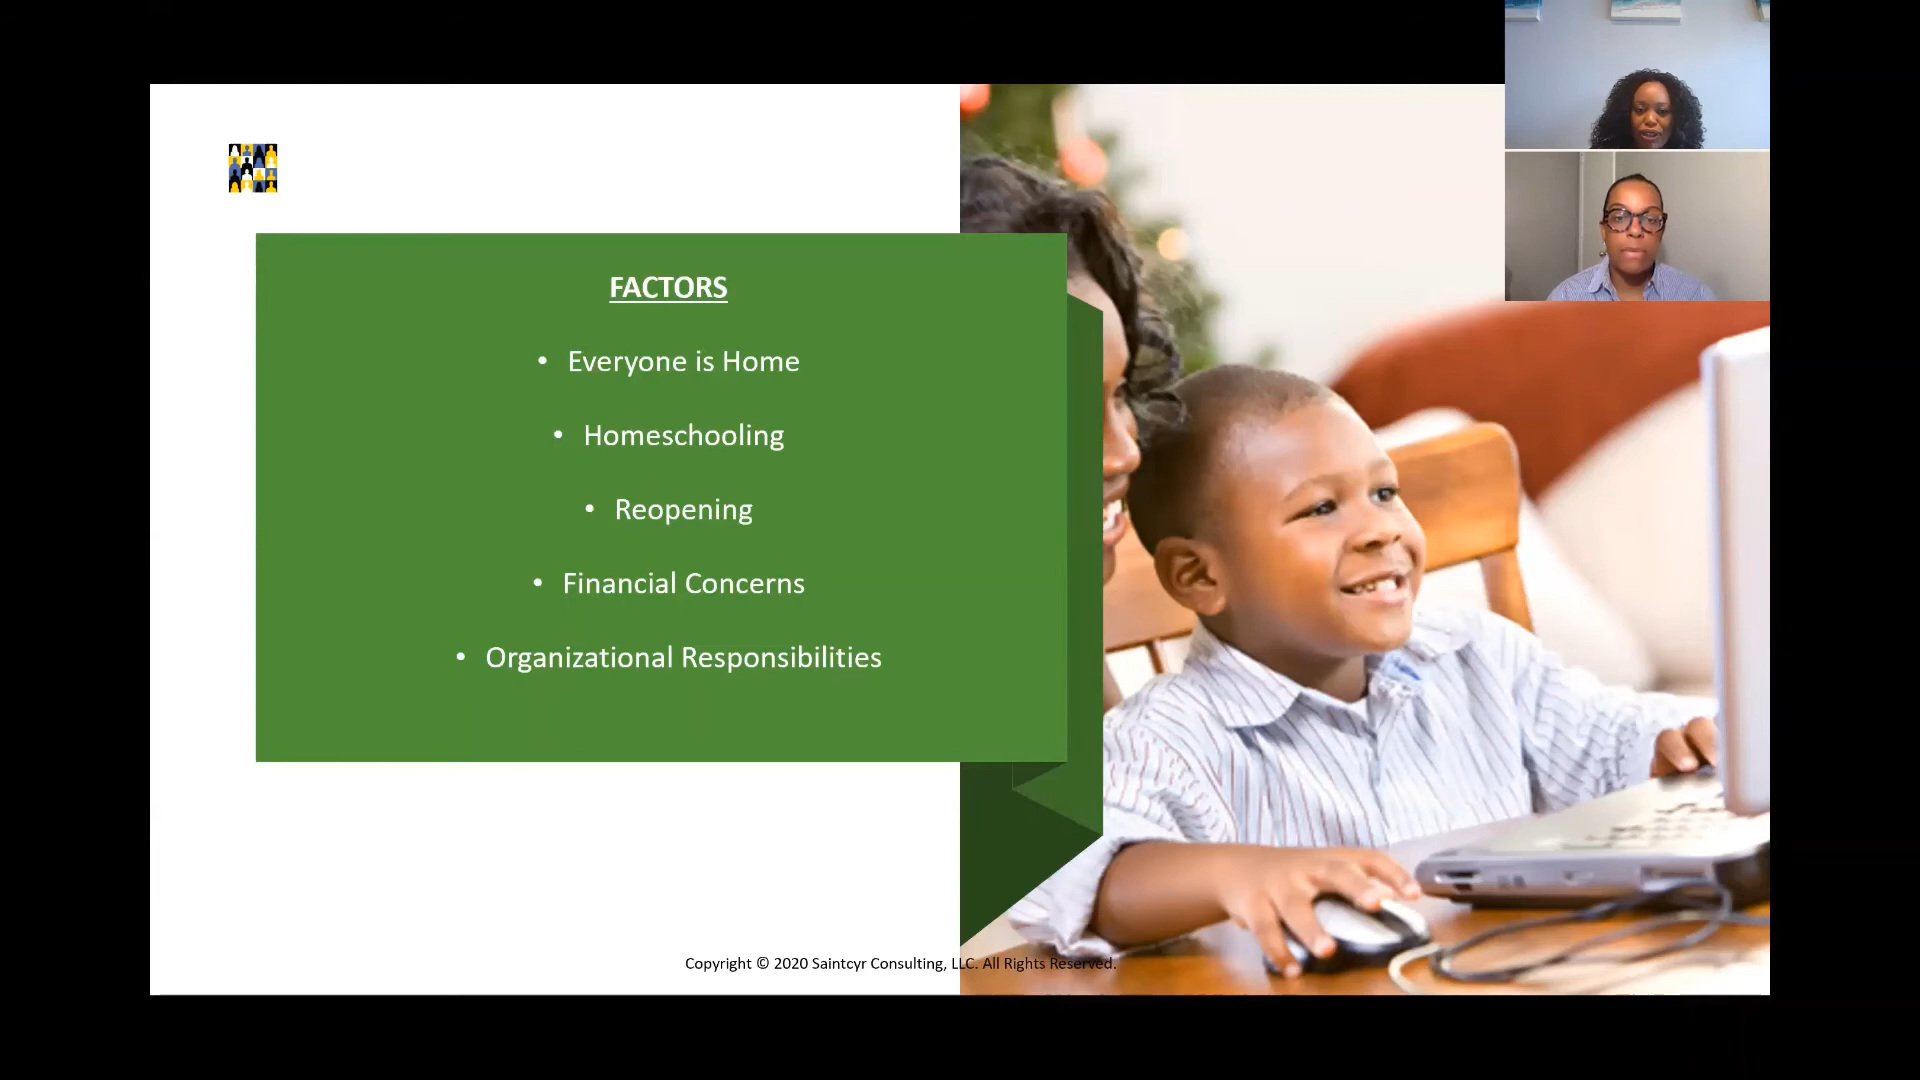 FACTORS
• Everyone is Home
• Homeschooling
• Reopening
• Financial Concerns
• Organizational Responsibilities
Copyright © 2020 Saintcyr Consulting, LLC. All Rights Reserved.